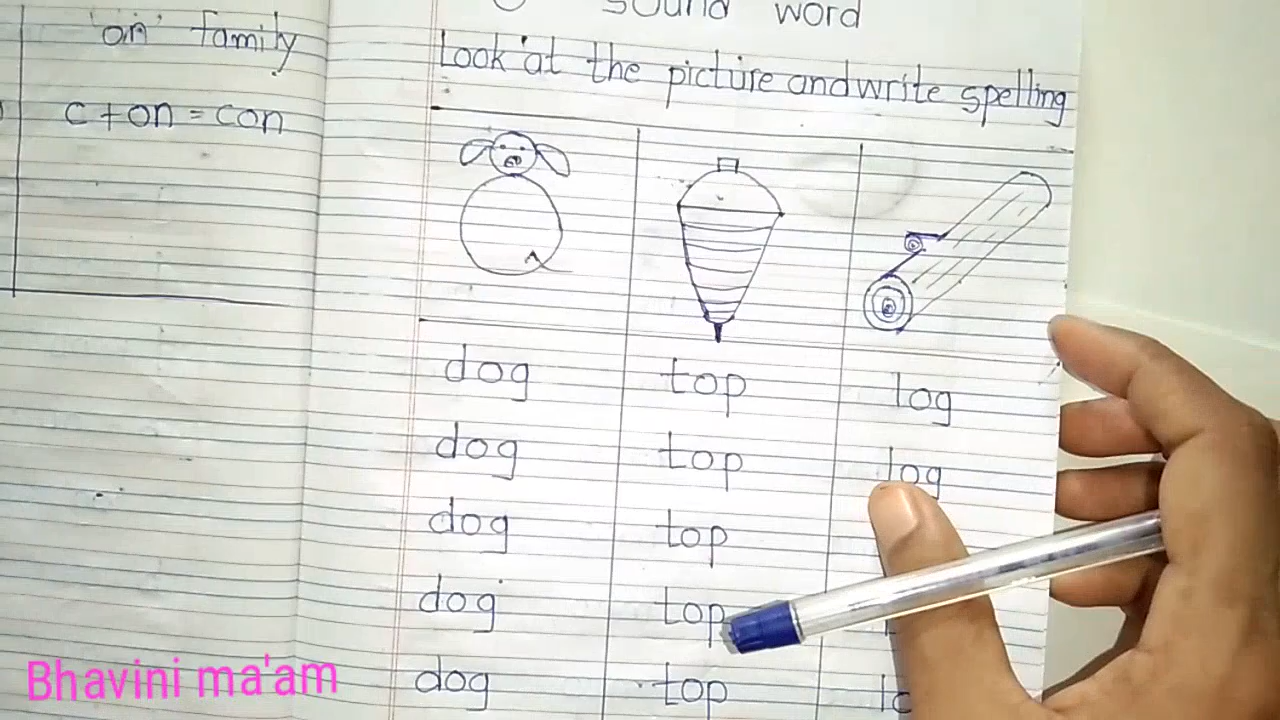 'on' family
c + on = con
sound word
Look at the picture and write spelling
dog top log
dog top log
dog top
dog top
dog top
Bhavini ma'am